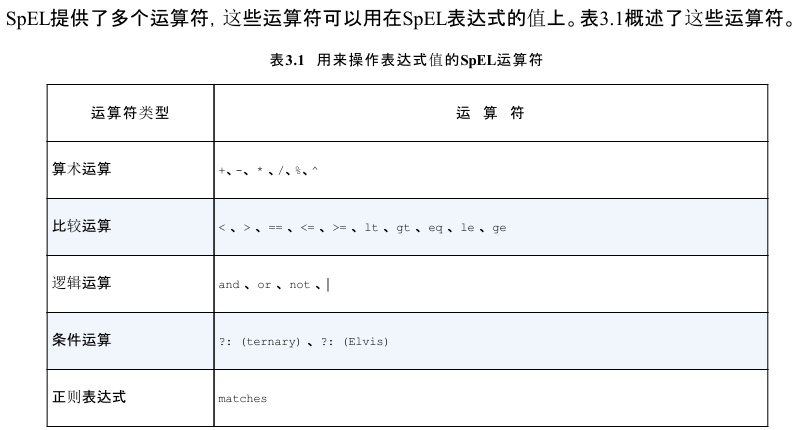 SpEL提供了多个运算符，这些运算符可以用在SpEL表达式的值上。表3.1概述了这些运算符。
表3.1 用来操作表达式值的SpEL运算符
运算符类型 运 算 符
算术运算 +、-、* 、/、%、^
比较运算 < 、> 、== 、<= 、>= 、lt 、gt 、eq 、le 、ge
逻辑运算 and 、or 、not 、|
条件运算 ?: (ternary) 、?: (Elvis)
正则表达式 matches